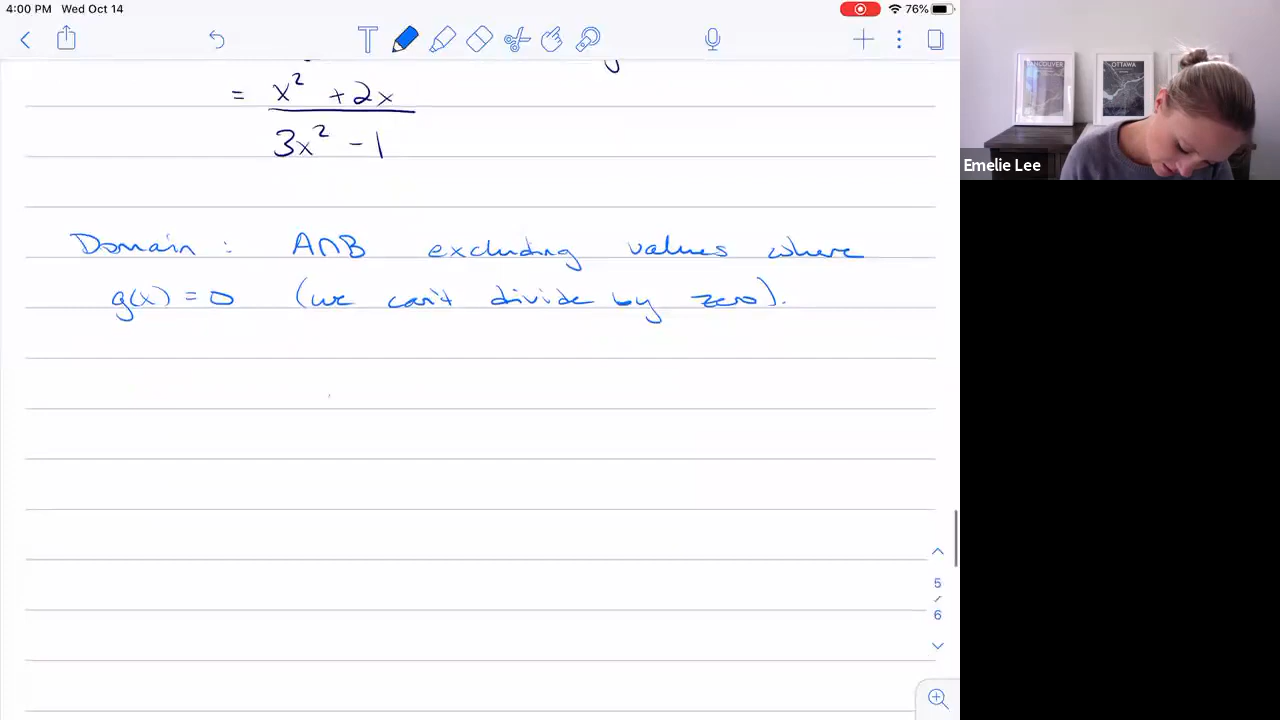 4:00 PM Wed Oct 14
76%
= x² + 2x
3x² - 1
Domain : A∩B excluding values where
g(x) = 0 (we can't divide by zero).
5
/
6
VANCOUVER
OTTAWA
Emelie Lee